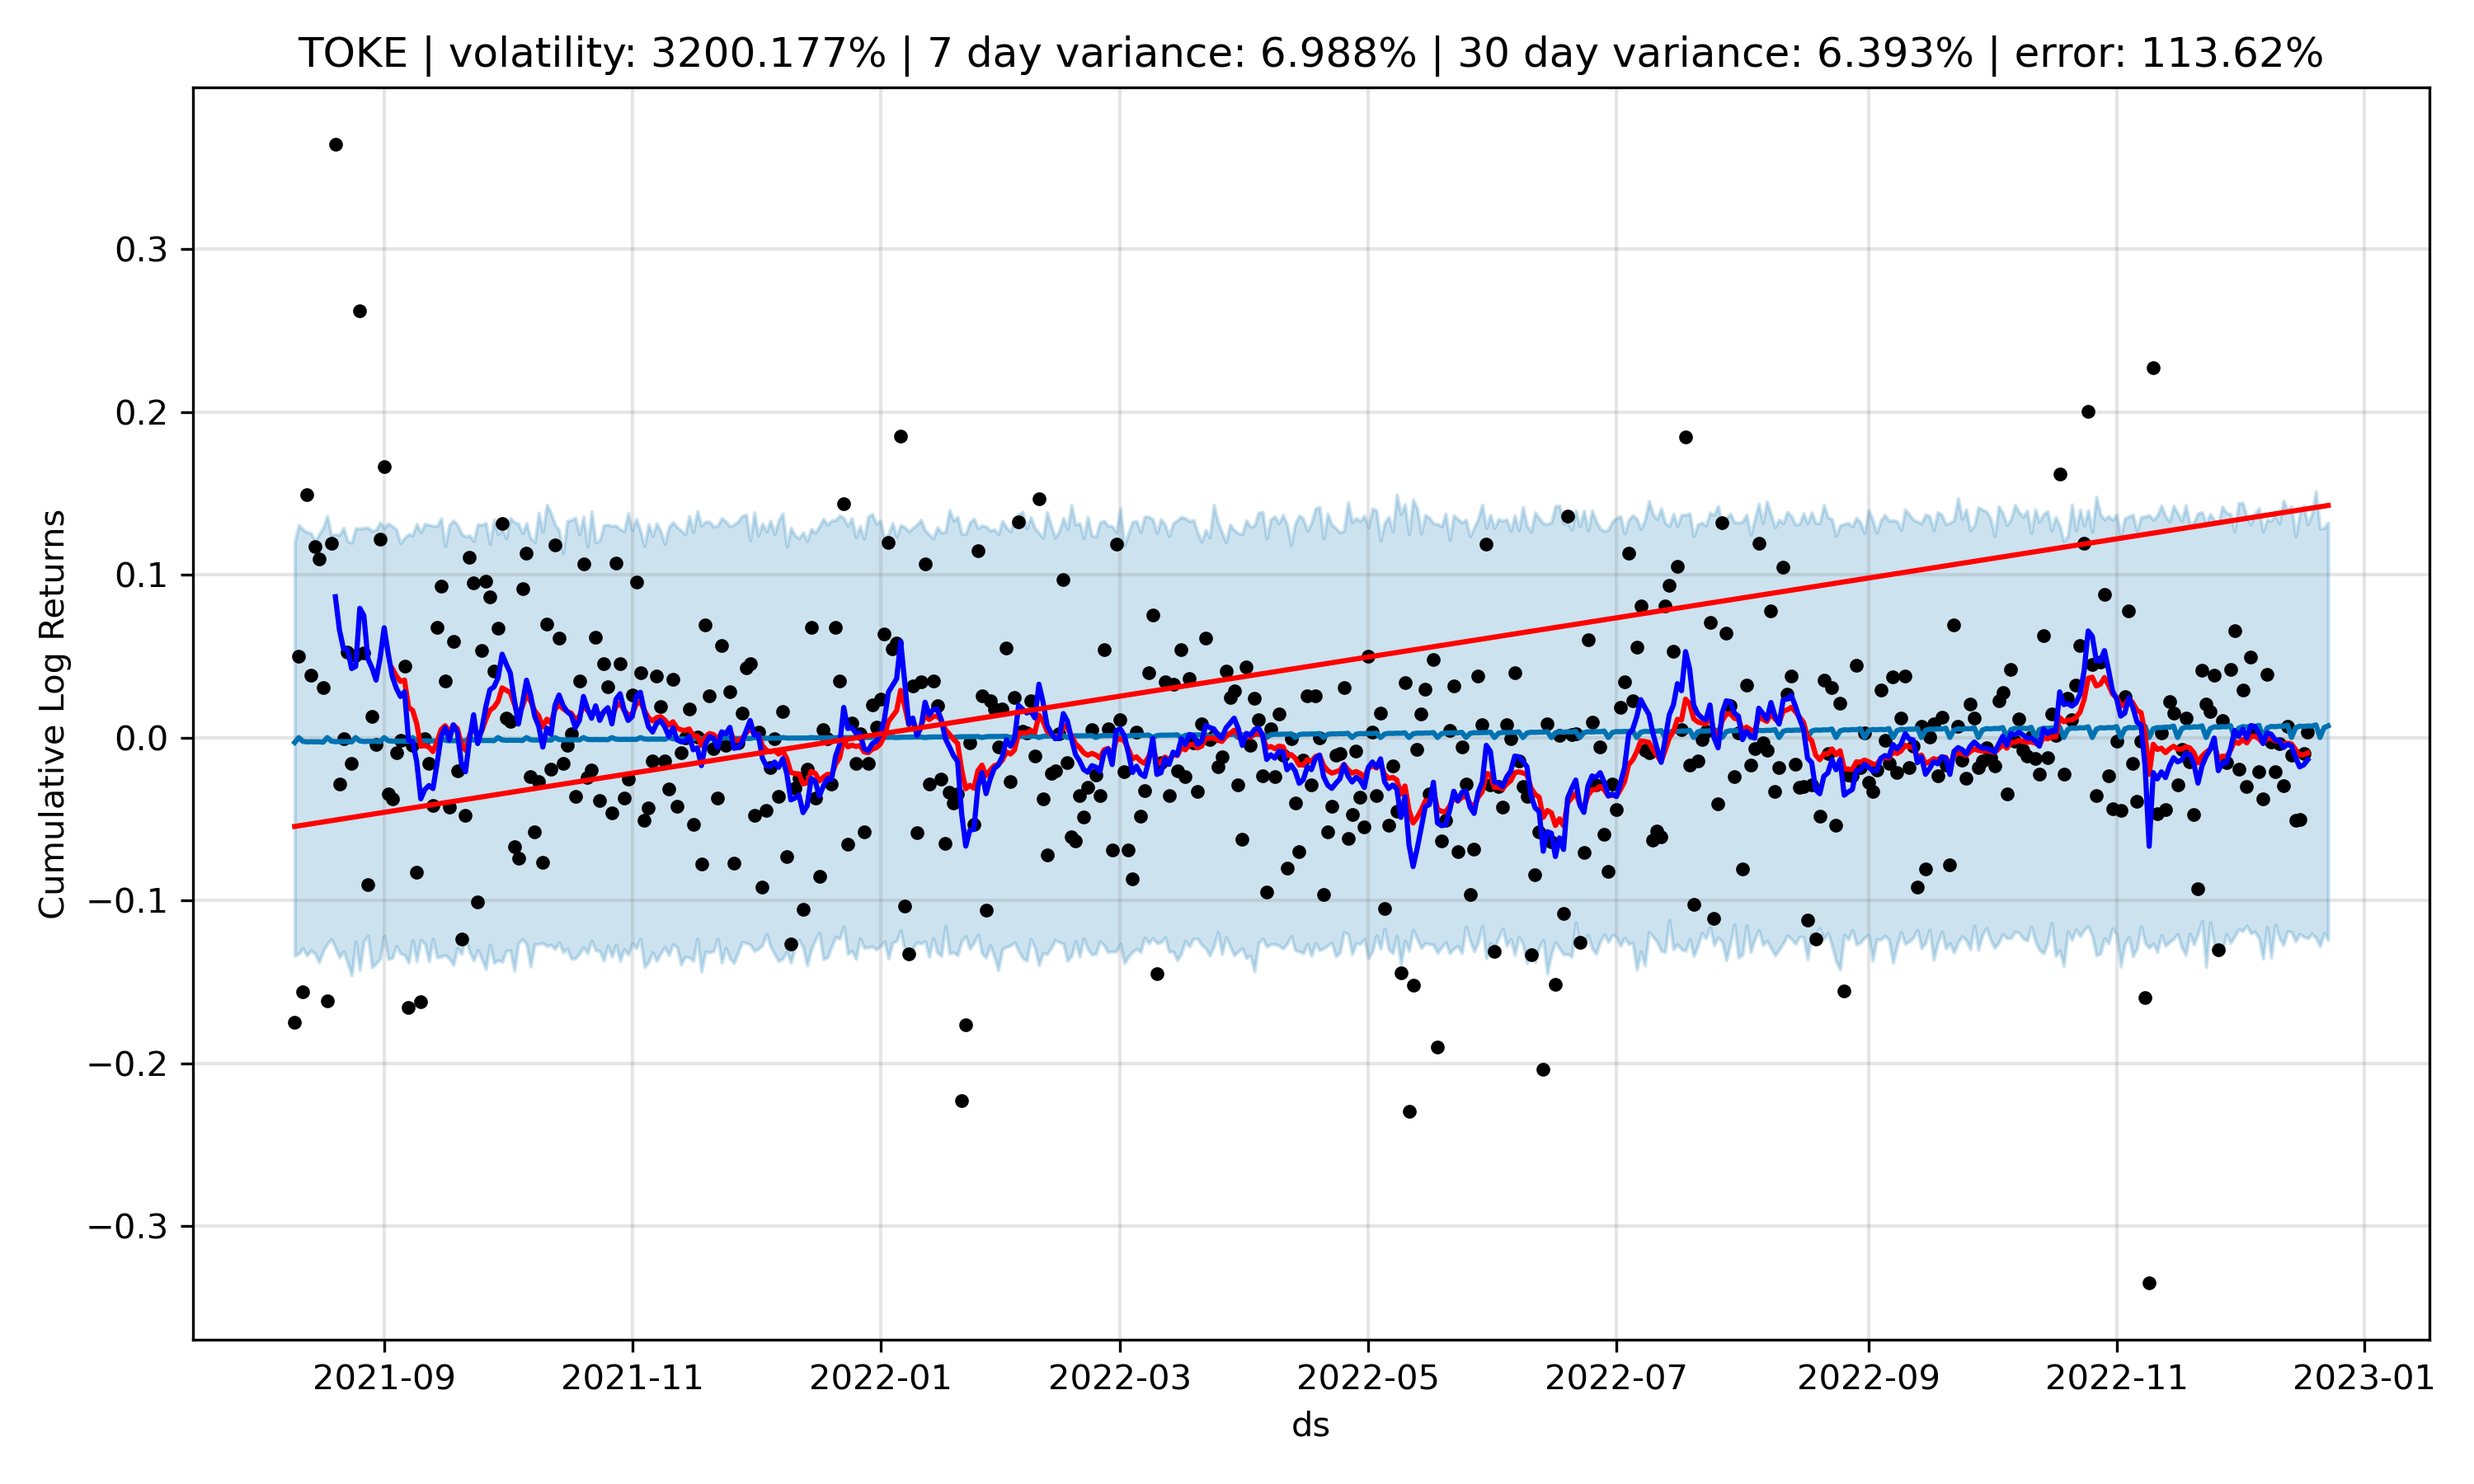 TOKE | volatility: 3200.177% | 7 day variance: 6.988% | 30 day variance: 6.393% | error: 113.62%
Cumulative Log Returns
0.3
0.2
0.1
0.0
−0.1
−0.2
−0.3
2021-09 2021-11 2022-01 2022-03 2022-05 2022-07 2022-09 2022-11 2023-01
ds